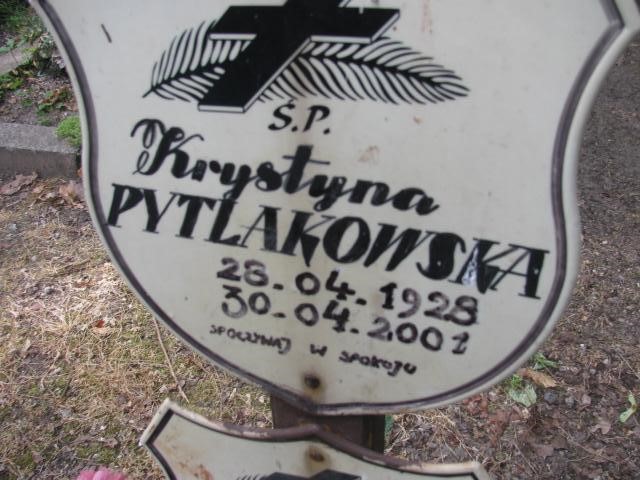 Ś.P.
Krystyna
PYTLAKOWSKA
28.04.1928
30.04.2001
SPOCZYWAJ W SPOKOJU